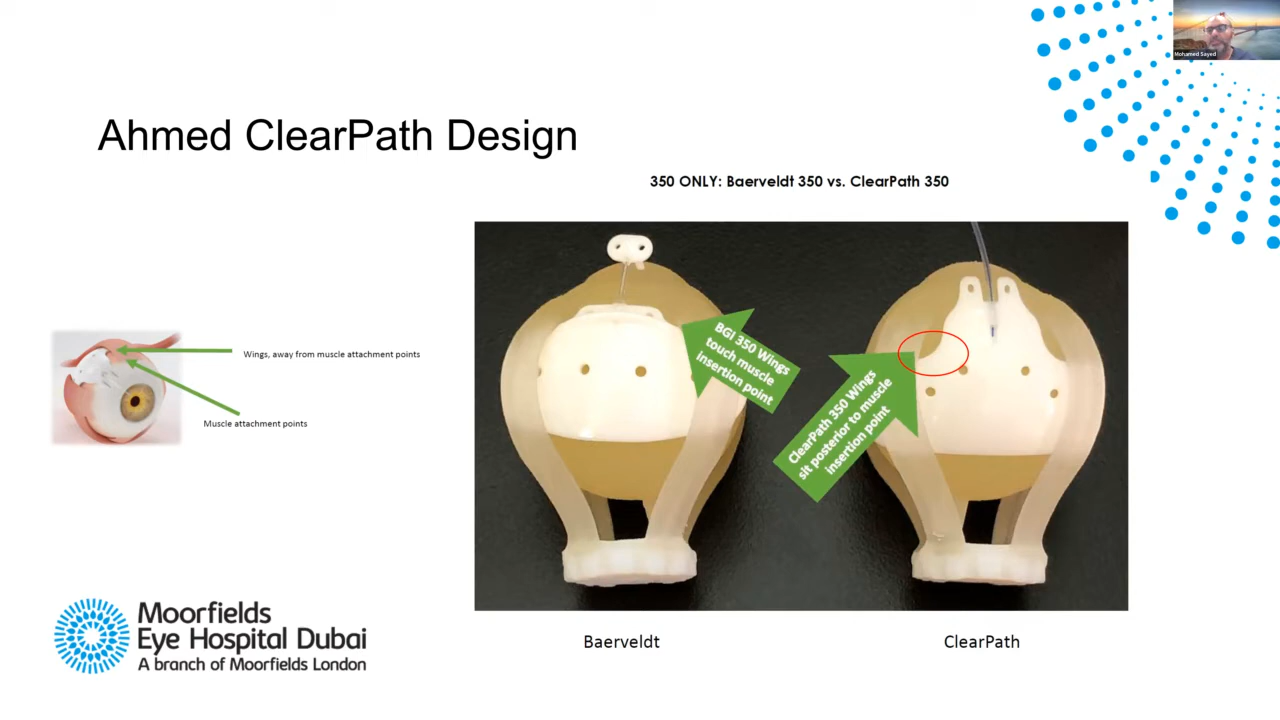 Mohamed Sayed
Ahmed ClearPath Design
350 ONLY: Baerveldt 350 vs. ClearPath 350
BGI 350 Wings
touch muscle
insertion point
ClearPath 350 Wings
sit posterior to muscle
insertion point
Wings, away from muscle attachment points
Muscle attachment points
Baerveldt
ClearPath
Moorfields
Eye Hospital Dubai
A branch of Moorfields London